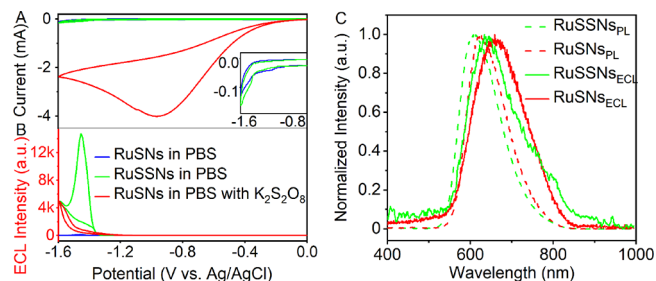 A
Current (mA)
0
-2
-4
0.0
-0.1
-1.6 -0.8
B
ECL Intensity (a.u.)
12k
8k
4k
0
RuSNs in PBS
RuSSNs in PBS
RuSNs in PBS with K2S2O8
-1.6 -1.2 -0.8 -0.4 0.0
Potential (V vs. Ag/AgCl)
C
Normalized Intensity (a.u.)
1.0
0.8
0.6
0.4
0.2
0
RuSSNsPL
RuSNsPL
RuSSNsECL
RuSNsECL
400 600 800 1000
Wavelength (nm)